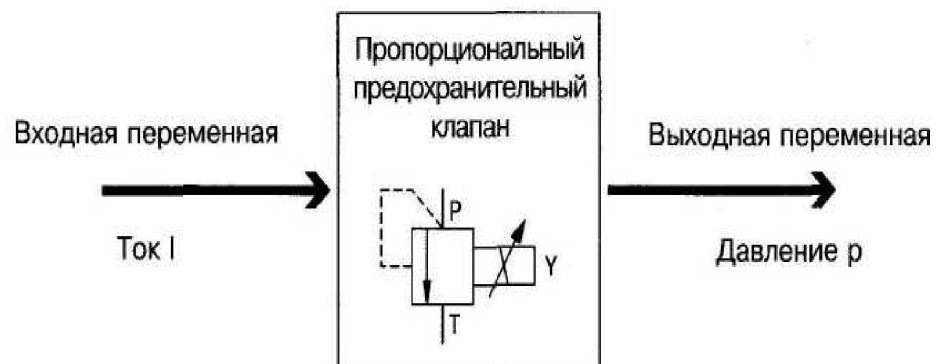 Пропорциональный
предохранительный
клапан
Входная переменная
Выходная переменная
P
Y
T
Ток I
Давление p